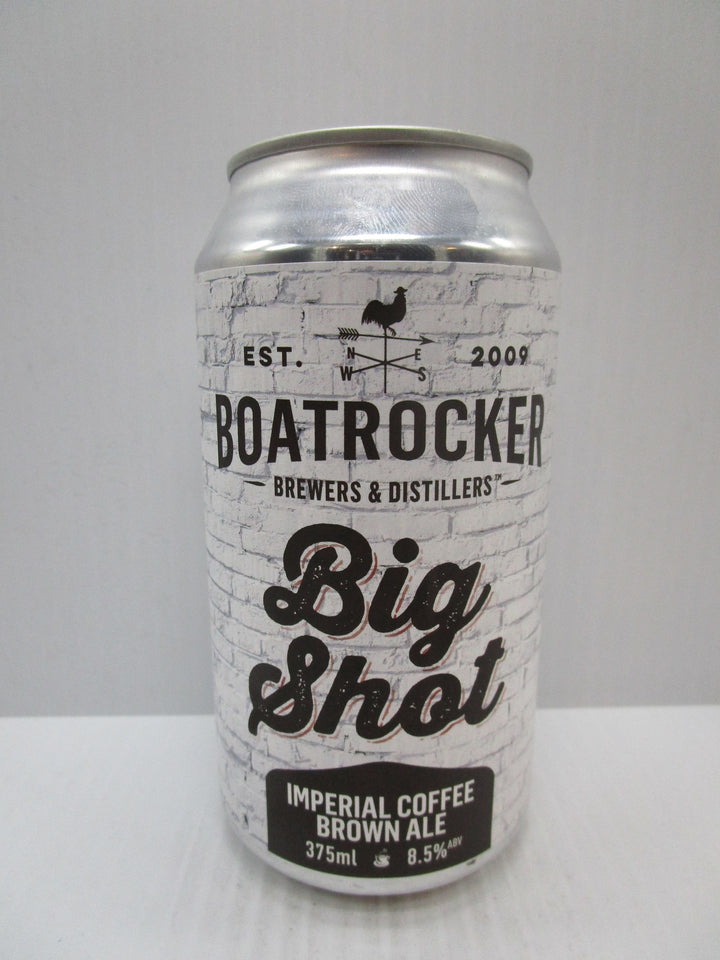 N E
EST. 2009
W S
BOATROCKER
BREWERS & DISTILLERS™
Big
Shot
IMPERIAL COFFEE
BROWN ALE
375ml 8.5% ABV